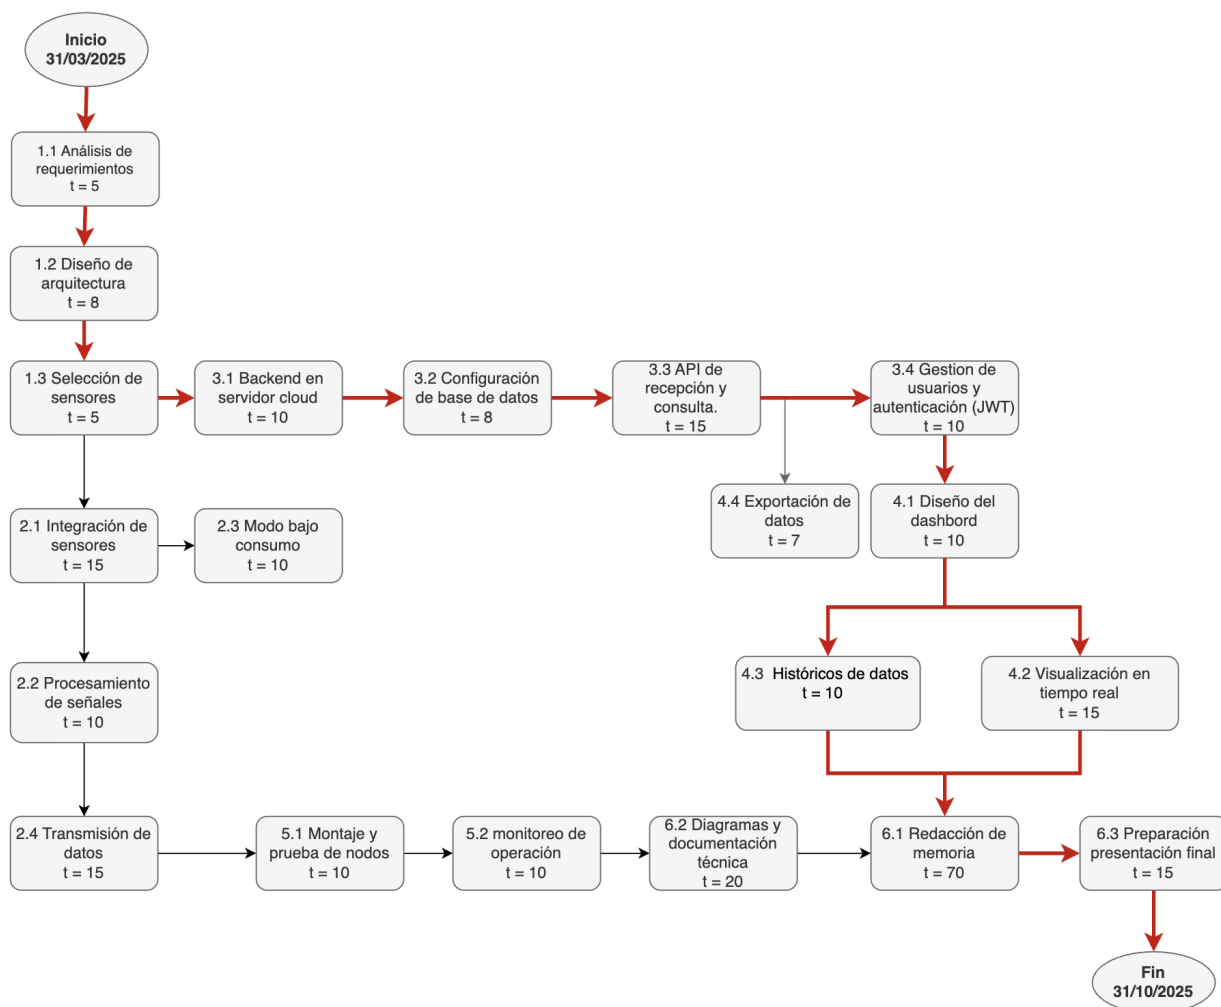 Inicio
31/03/2025
1.1 Análisis de
requerimientos
t = 5
1.2 Diseño de
arquitectura
t = 8
1.3 Selección de
sensores
t = 5
3.1 Backend en
servidor cloud
t = 10
3.2 Configuración
de base de datos
t = 8
3.3 API de
recepción y
consulta.
t = 15
3.4 Gestion de
usuarios y
autenticación (JWT)
t = 10
2.1 Integración de
sensores
t = 15
2.3 Modo bajo
consumo
t = 10
4.4 Exportación de
datos
t = 7
4.1 Diseño del
dashbord
t = 10
2.2 Procesamiento
de señales
t = 10
4.3 Históricos de datos
t = 10
4.2 Visualización en
tiempo real
t = 15
2.4 Transmisión de
datos
t = 15
5.1 Montaje y
prueba de nodos
t = 10
5.2 monitoreo de
operación
t = 10
6.2 Diagramas y
documentación
técnica
t = 20
6.1 Redacción de
memoria
t = 70
6.3 Preparación
presentación final
t = 15
Fin
31/10/2025